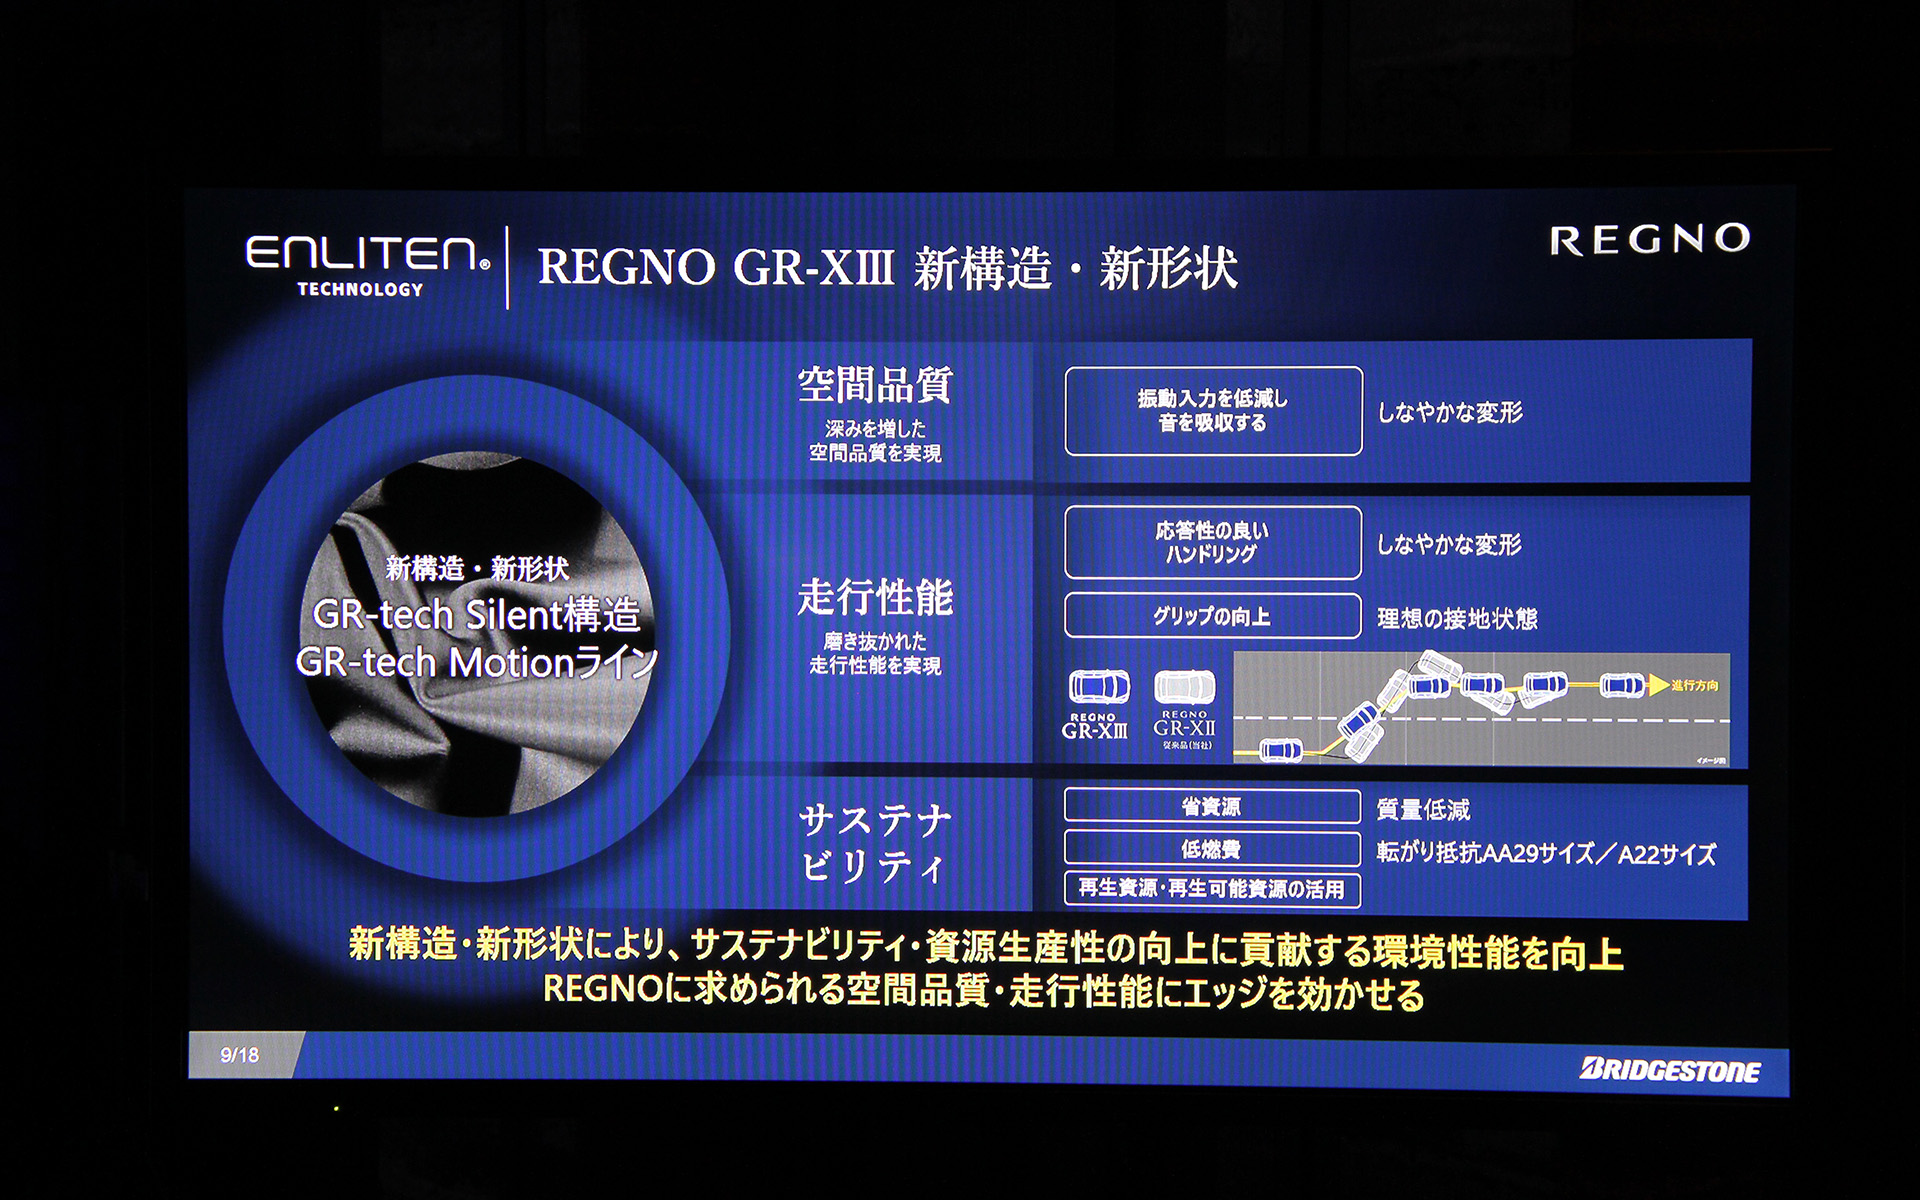 ENLITEN®
TECHNOLOGY
REGNO GR-XⅢ 新構造・新形状
REGNO
新構造・新形状
GR-tech Silent構造
GR-tech Motionライン
空間品質
深みを増した
空間品質を実現
振動入力を低減し
音を吸収する
しなやかな変形
走行性能
磨き抜かれた
走行性能を実現
応答性の良い
ハンドリング
しなやかな変形
グリップの向上
理想の接地状態
REGNO
GR-XⅢ
REGNO
GR-XⅡ
従来品(当社)
進行方向
イメージ図
サステナ
ビリティ
省資源
質量低減
低燃費
転がり抵抗AA29サイズ／A22サイズ
再生資源・再生可能資源の活用
新構造・新形状により、サステナビリティ・資源生産性の向上に貢献する環境性能を向上
REGNOに求められる空間品質・走行性能にエッジを効かせる
9/18
BRIDGESTONE